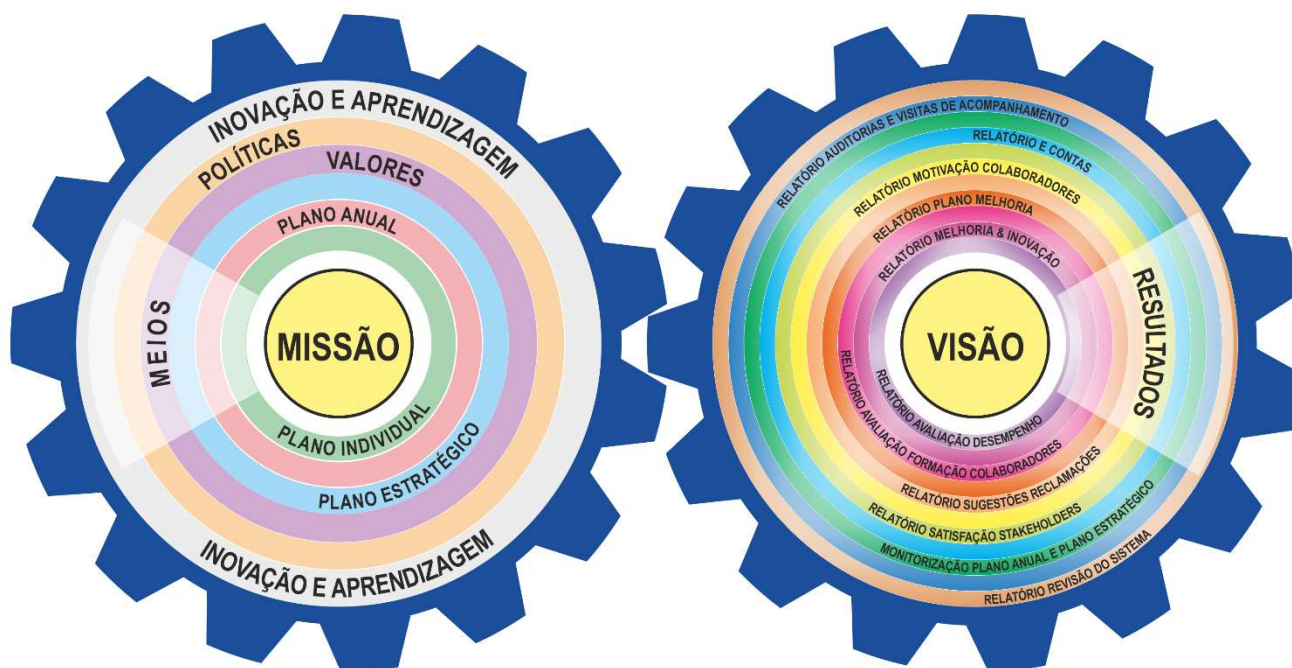 INOVAÇÃO E APRENDIZAGEM
POLÍTICAS
VALORES
PLANO ANUAL
MEIOS
MISSÃO
PLANO INDIVIDUAL
PLANO ESTRATÉGICO
INOVAÇÃO E APRENDIZAGEM
RELATÓRIO AUDITORIAS E VISITAS DE ACOMPANHAMENTO
RELATÓRIO E CONTAS
RELATÓRIO MOTIVAÇÃO COLABORADORES
RELATÓRIO PLANO MELHORIA
RELATÓRIO MELHORIA & INOVAÇÃO
VISÃO
RESULTADOS
RELATÓRIO AVALIAÇÃO DESEMPENHO
RELATÓRIO AVALIAÇÃO FORMAÇÃO COLABORADORES
RELATÓRIO SUGESTÕES RECLAMAÇÕES
RELATÓRIO SATISFAÇÃO STAKEHOLDERS
MONITORIZAÇÃO PLANO ANUAL E PLANO ESTRATÉGICO
RELATÓRIO REVISÃO DO SISTEMA